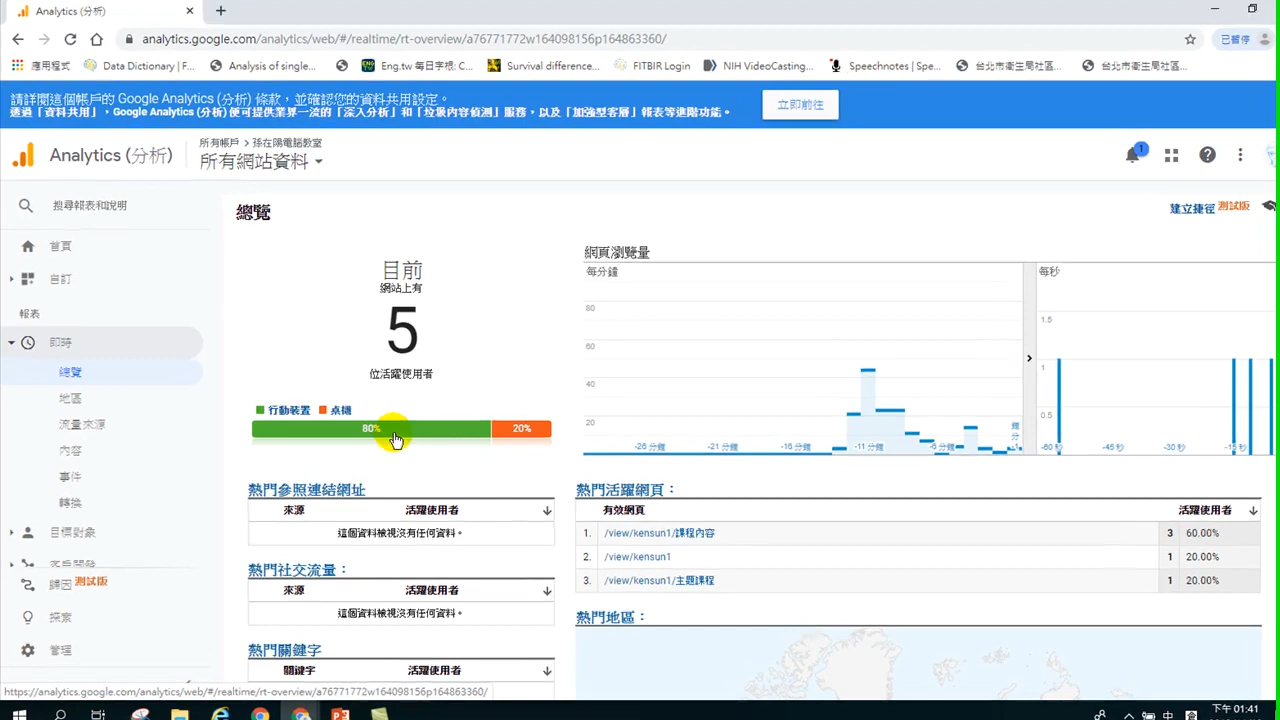 Analytics (分析)
analytics.google.com/analytics/web/#/realtime/rt-overview/a76771772w164098156p164863360/
已暫停
應用程式
Data Dictionary | F...
Analysis of single...
Eng.tw 每日字根: C...
Survival difference...
FITBIR Login
NIH VideoCasting...
Speechnotes | Spe...
台北市衛生局社區...
台北市衛生局社區...
請詳閱這個帳戶的 Google Analytics (分析) 條款，並確認您的資料共用設定。
透過「資料共用」，Google Analytics (分析) 便可提供業界一流的「深入分析」和「垃圾內容偵測」服務，以及「加強型客層」報表等進階功能。
立即前往
Analytics (分析)
所有帳戶 > 孫在陽電腦教室
所有網站資料
1
搜尋報表和說明
首頁
自訂
報表
即時
總覽
地區
流量來源
內容
事件
轉換
目標對象
客戶開發
歸因 測試版
探索
管理
總覽
建立捷徑 測試版
目前
網站上有
5
位活躍使用者
行動裝置 桌機
80% 20%
網頁瀏覽量
每分鐘
80
60
40
20
-26 分鐘
-21 分鐘
-16 分鐘
-11 分鐘
-6 分鐘
每秒
1.5
1
0.5
-60 秒
-45 秒
-30 秒
-15 秒
熱門參照連結網址
來源 活躍使用者
這個資料檢視沒有任何資料。
熱門社交流量：
來源 活躍使用者
這個資料檢視沒有任何資料。
熱門關鍵字
關鍵字 活躍使用者
熱門活躍網頁：
有效網頁 活躍使用者
1. /view/kensun1/課程內容 3 60.00%
2. /view/kensun1 1 20.00%
3. /view/kensun1/主題課程 1 20.00%
熱門地區：
https://analytics.google.com/analytics/web/#/realtime/rt-overview/a76771772w164098156p164863360/
中
下午 01:41